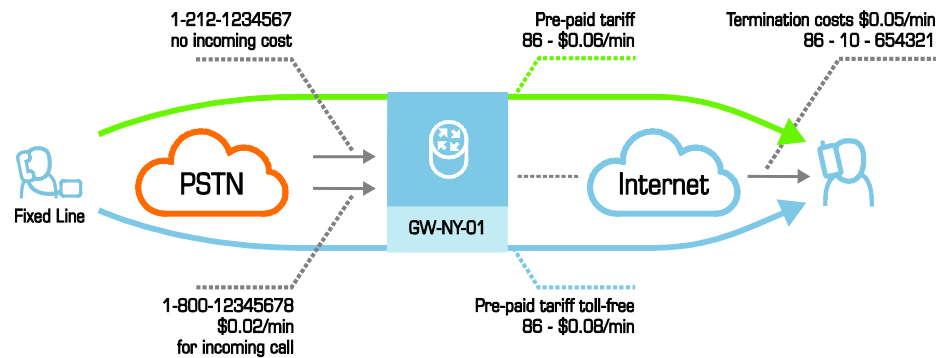 1-212-1234567
no incoming cost
Pre-paid tariff
86 - $0.06/min
Termination costs $0.05/min
86 - 10 - 654321
Fixed Line
PSTN
GW-NY-01
Internet
1-800-12345678
$0.02/min
for incoming call
Pre-paid tariff toll-free
86 - $0.08/min